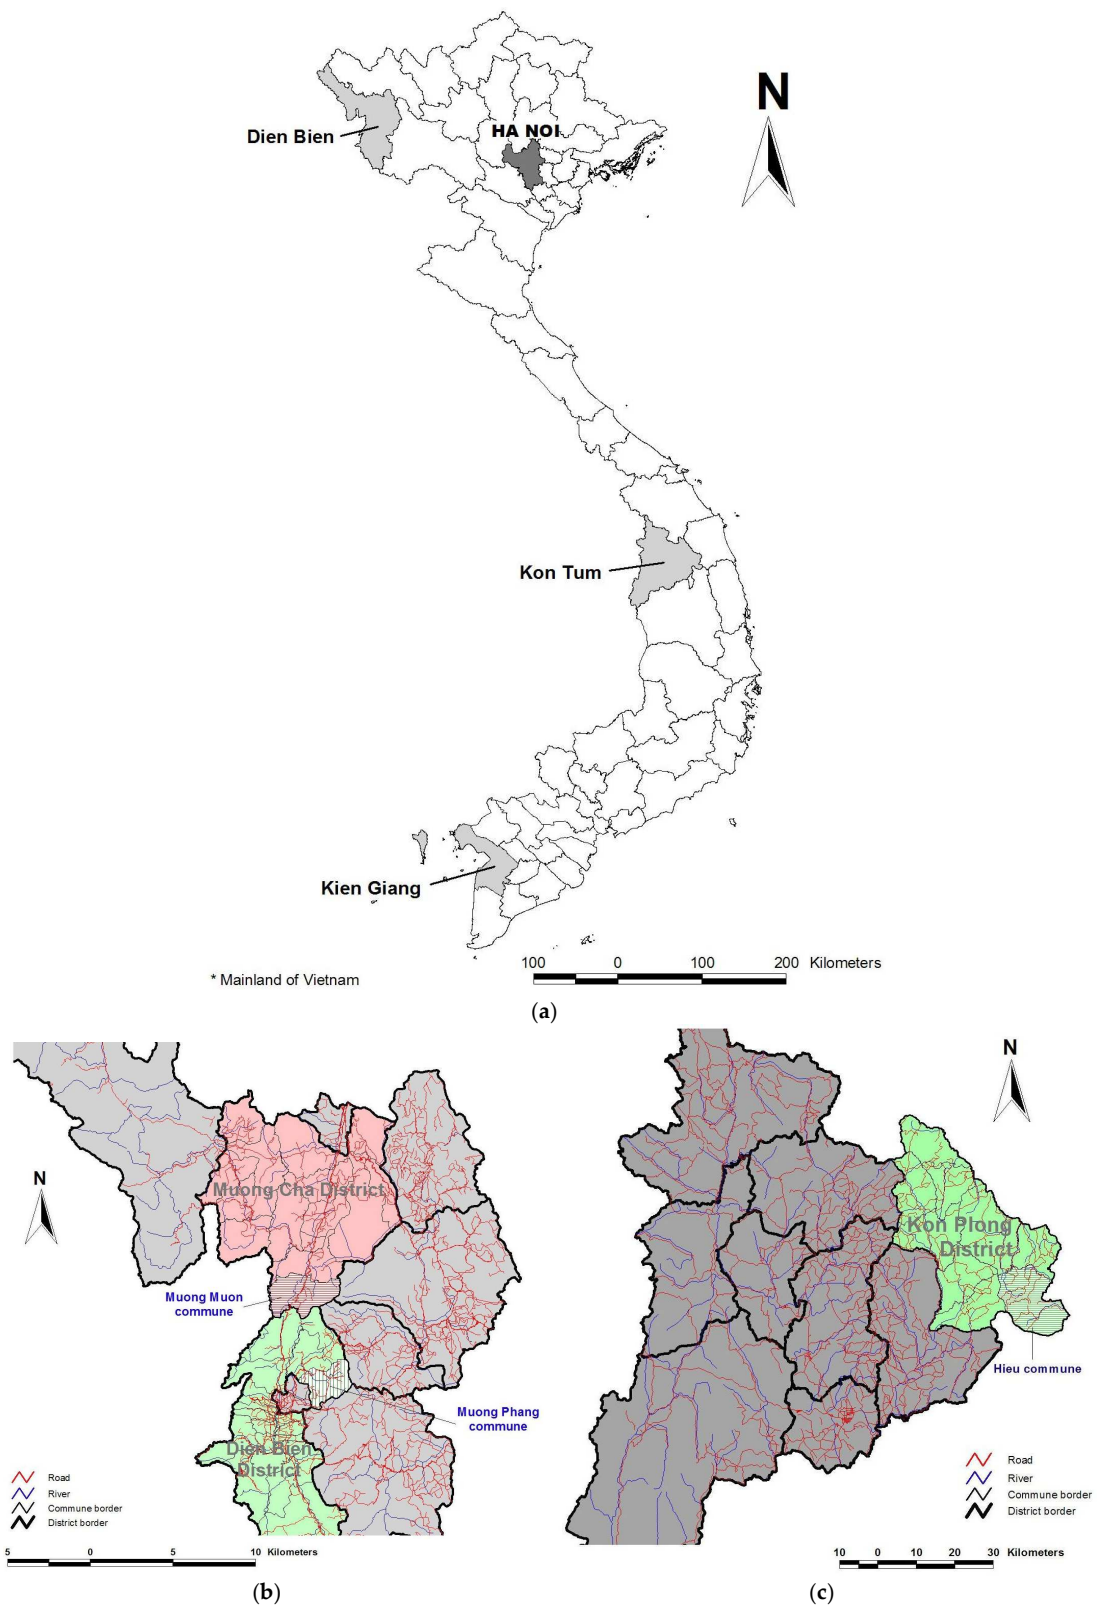 N
Dien Bien
HA NOI
Kon Tum
Kien Giang
* Mainland of Vietnam
100 0 100 200 Kilometers
(a)
N
Muong Cha District
Muong Muon
commune
Muong Phang
commune
Dien Bien
District
Road
River
Commune border
District border
5 0 5 10 Kilometers
(b)
N
Kon Plong
District
Hieu commune
Road
River
Commune border
District border
10 0 10 20 30 Kilometers
(c)